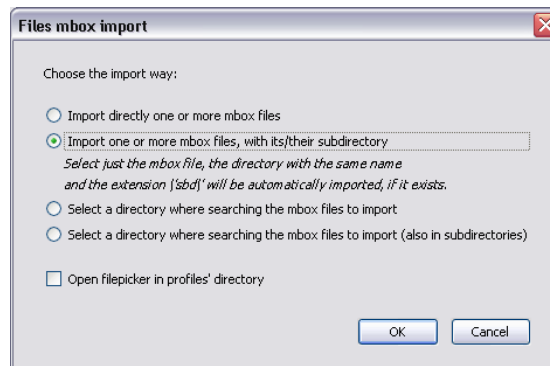 Files mbox import
Choose the import way:
Import directly one or more mbox files
Import one or more mbox files, with its/their subdirectory
Select just the mbox file, the directory with the same name
and the extension |'sbd|' will be automatically imported, if it exists.
Select a directory where searching the mbox files to import
Select a directory where searching the mbox files to import (also in subdirectories)
Open filepicker in profiles' directory
OK Cancel